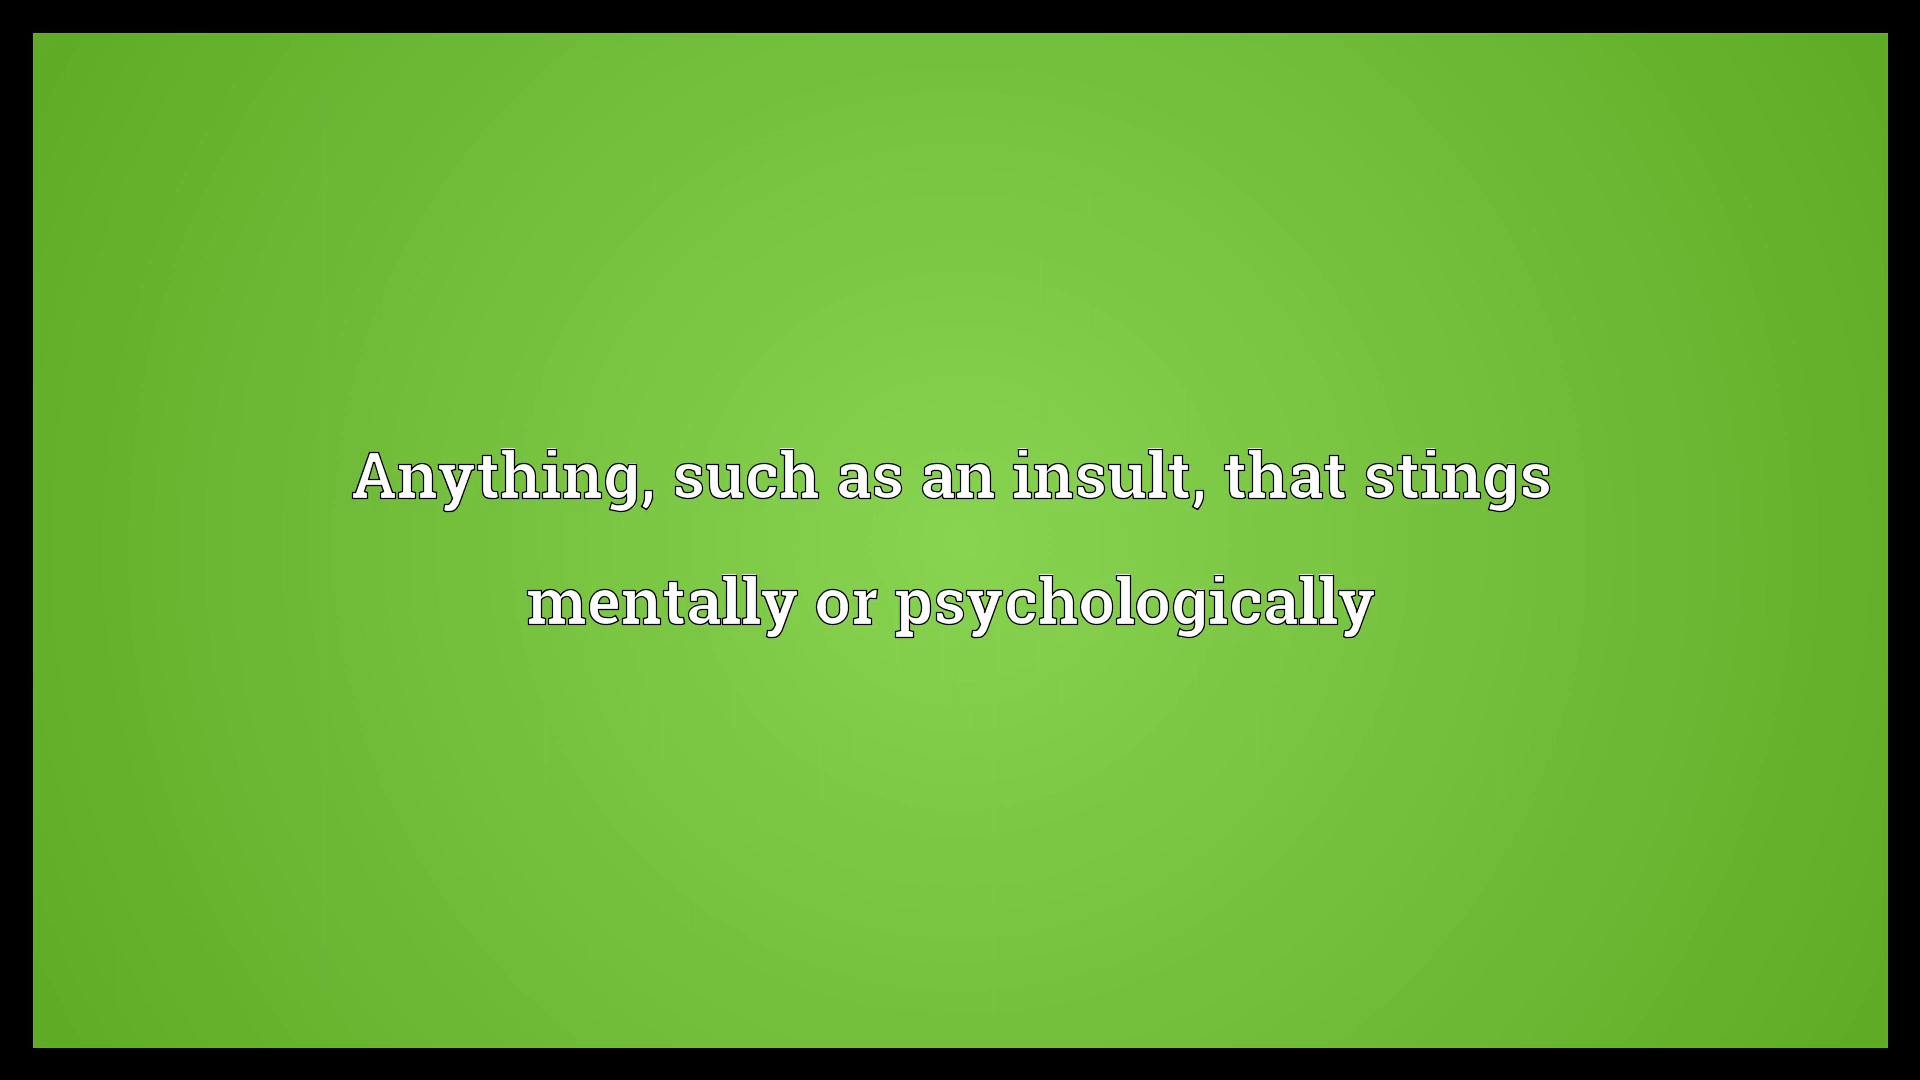 Anything, such as an insult, that stings
mentally or psychologically